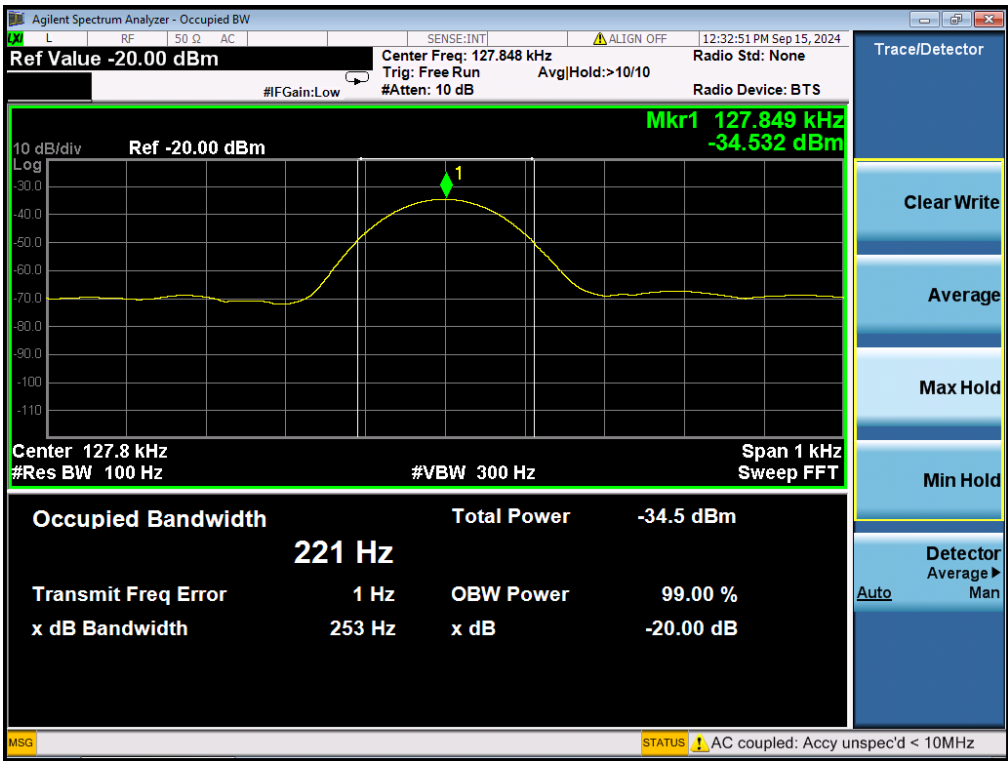 Agilent Spectrum Analyzer - Occupied BW
LXI L RF 50 Ω AC SENSE:INT ALIGN OFF 12:32:51 PM Sep 15, 2024
Ref Value -20.00 dBm
Center Freq: 127.848 kHz
Radio Std: None
Trig: Free Run Avg|Hold:>10/10
#IFGain:Low
#Atten: 10 dB
Radio Device: BTS
Mkr1 127.849 kHz
-34.532 dBm
10 dB/div Ref -20.00 dBm
Log
1
-30.0
-40.0
-50.0
-60.0
-70.0
-80.0
-90.0
-100
-110
Center 127.8 kHz Span 1 kHz
#Res BW 100 Hz #VBW 300 Hz Sweep FFT
Occupied Bandwidth Total Power -34.5 dBm
221 Hz
Transmit Freq Error 1 Hz OBW Power 99.00 %
x dB Bandwidth 253 Hz x dB -20.00 dB
Trace/Detector
Clear Write
Average
Max Hold
Min Hold
Detector
Average
Auto Man
MSG STATUS AC coupled: Accy unspec'd < 10MHz